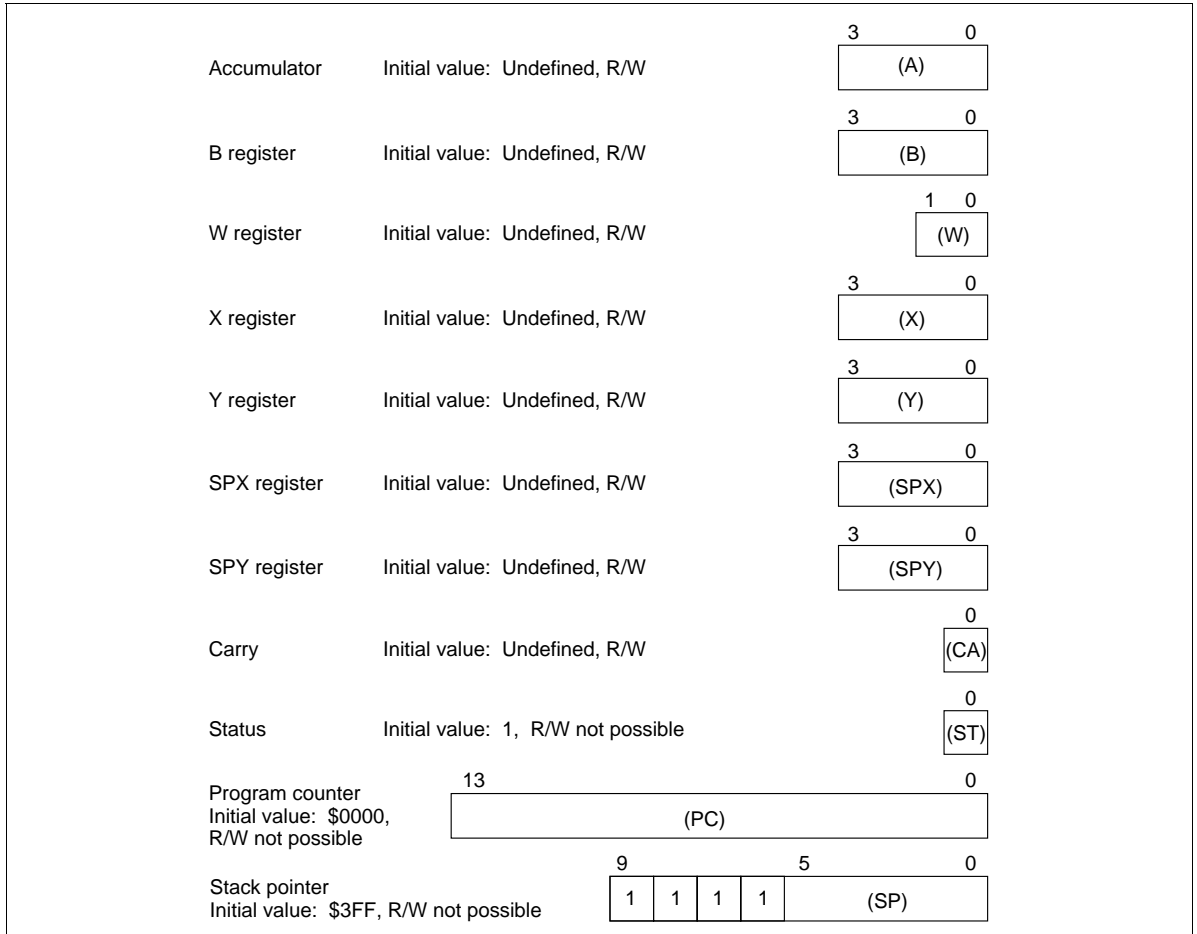 3 0
Accumulator Initial value: Undefined, R/W (A)
3 0
B register Initial value: Undefined, R/W (B)
1 0
W register Initial value: Undefined, R/W (W)
3 0
X register Initial value: Undefined, R/W (X)
3 0
Y register Initial value: Undefined, R/W (Y)
3 0
SPX register Initial value: Undefined, R/W (SPX)
3 0
SPY register Initial value: Undefined, R/W (SPY)
0
Carry Initial value: Undefined, R/W (CA)
0
Status Initial value: 1, R/W not possible (ST)
13 0
Program counter
Initial value: $0000,
R/W not possible
(PC)
9 5 0
Stack pointer
Initial value: $3FF, R/W not possible
1 1 1 1 (SP)